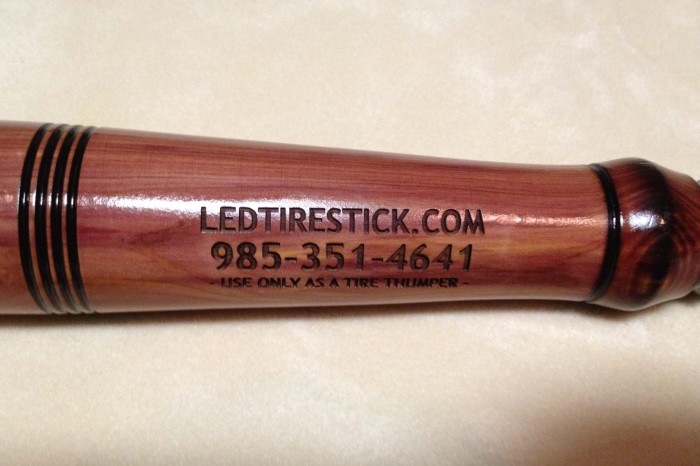 LEDTIRESTICK.COM
985-351-4641
- USE ONLY AS A TIRE THUMPER -